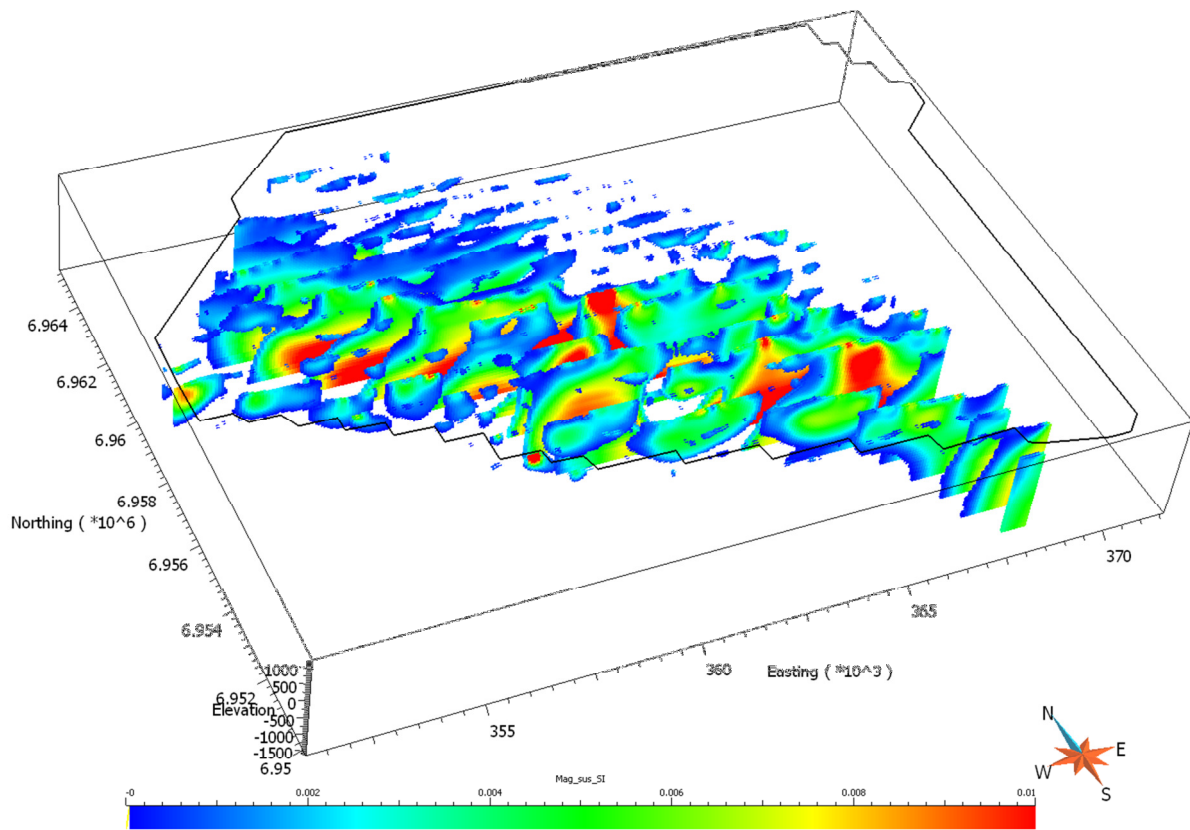 6.964
6.962
6.96
6.958
Northing ( *10^6 )
6.956
6.954
6.952
6.95
1000
500
0
-500
-1000
-1500
Elevation
355
360
365
370
Easting ( *10^3 )
N
E
W
S
Mag_sus_SI
-0 0.002 0.004 0.006 0.008 0.01